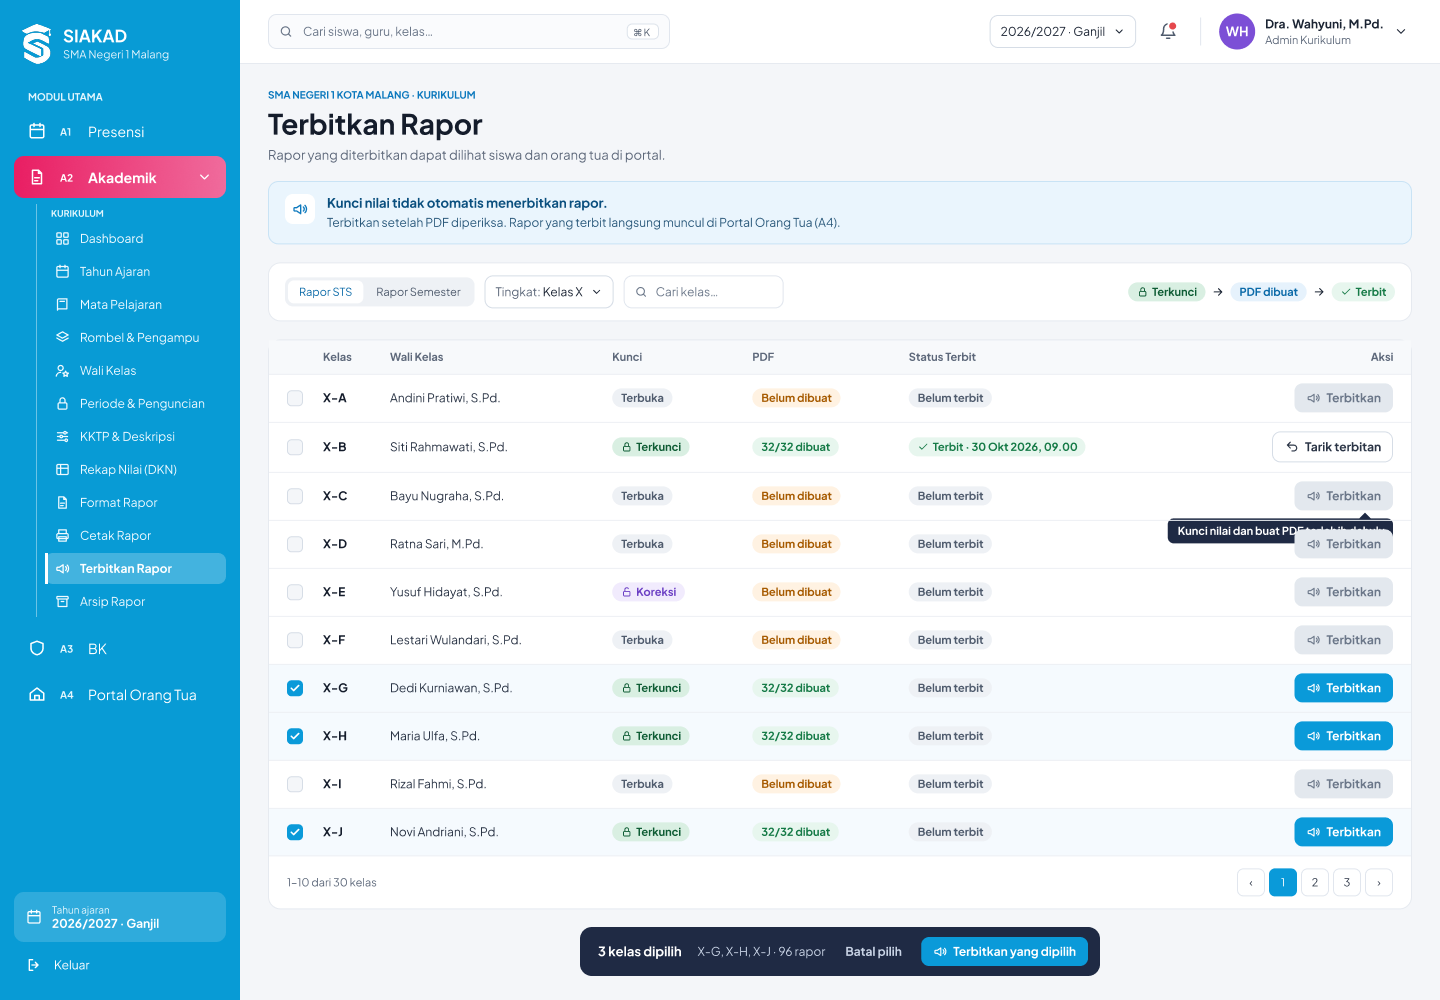 SIAKAD
SMA Negeri 1 Malang
MODUL UTAMA
A1 Presensi
A2 Akademik
KURIKULUM
Dashboard
Tahun Ajaran
Mata Pelajaran
Rombel & Pengampu
Wali Kelas
Periode & Penguncian
KKTP & Deskripsi
Rekap Nilai (DKN)
Format Rapor
Cetak Rapor
Terbitkan Rapor
Arsip Rapor
A3 BK
A4 Portal Orang Tua
Tahun ajaran
2026/2027 · Ganjil
Keluar
Cari siswa, guru, kelas... ⌘K
2026/2027 · Ganjil
WH
Dra. Wahyuni, M.Pd.
Admin Kurikulum
SMA NEGERI 1 KOTA MALANG · KURIKULUM
Terbitkan Rapor
Rapor yang diterbitkan dapat dilihat siswa dan orang tua di portal.
Kunci nilai tidak otomatis menerbitkan rapor.
Terbitkan setelah PDF diperiksa. Rapor yang terbit langsung muncul di Portal Orang Tua (A4).
Rapor STS Rapor Semester Tingkat: Kelas X Cari kelas... Terkunci → PDF dibuat → Terbit
Kelas Wali Kelas Kunci PDF Status Terbit Aksi
X-A Andini Pratiwi, S.Pd. Terbuka Belum dibuat Belum terbit Terbitkan
X-B Siti Rahmawati, S.Pd. Terkunci 32/32 dibuat Terbit · 30 Okt 2026, 09.00 Tarik terbitan
X-C Bayu Nugraha, S.Pd. Terbuka Belum dibuat Belum terbit Terbitkan
Kunci nilai dan buat PDF
X-D Ratna Sari, M.Pd. Terbuka Belum dibuat Belum terbit Terbitkan
X-E Yusuf Hidayat, S.Pd. Koreksi Belum dibuat Belum terbit Terbitkan
X-F Lestari Wulandari, S.Pd. Terbuka Belum dibuat Belum terbit Terbitkan
X-G Dedi Kurniawan, S.Pd. Terkunci 32/32 dibuat Belum terbit Terbitkan
X-H Maria Ulfa, S.Pd. Terkunci 32/32 dibuat Belum terbit Terbitkan
X-I Rizal Fahmi, S.Pd. Terbuka Belum dibuat Belum terbit Terbitkan
X-J Novi Andriani, S.Pd. Terkunci 32/32 dibuat Belum terbit Terbitkan
1–10 dari 30 kelas ‹ 1 2 3 ›
3 kelas dipilih X-G, X-H, X-J · 96 rapor Batal pilih Terbitkan yang dipilih